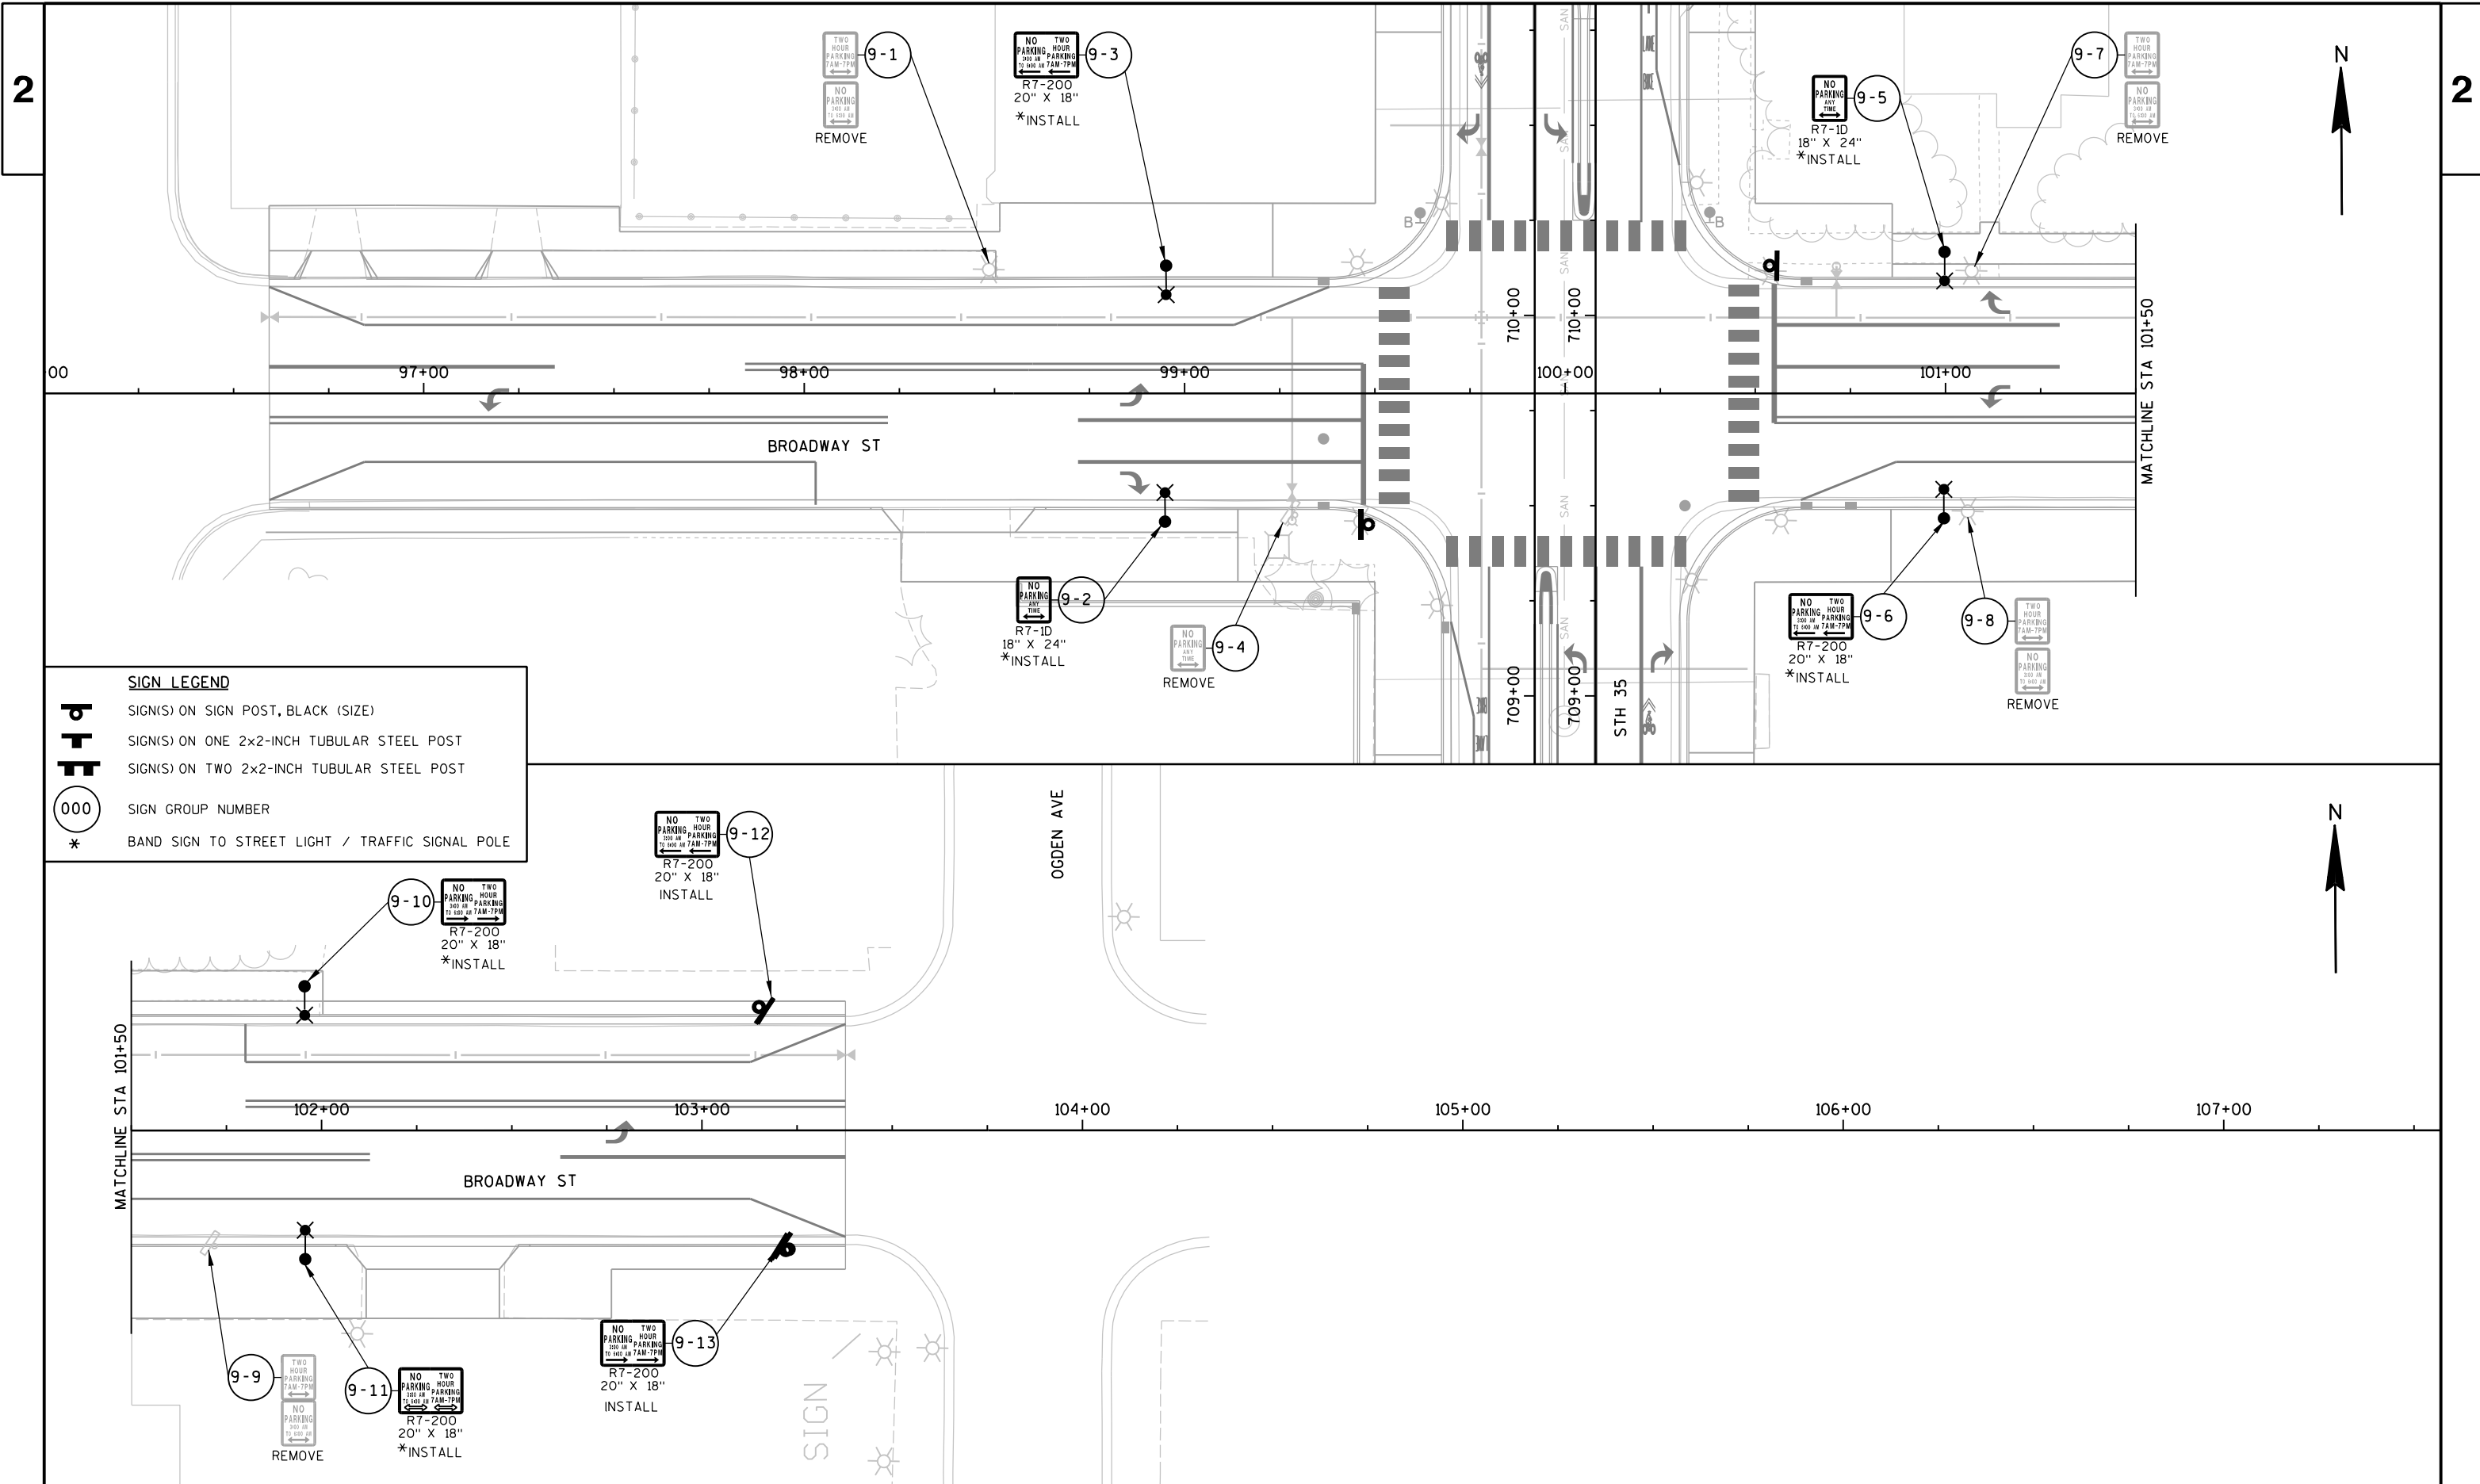 2
2
N
TWO
HOUR
PARKING
7AM-7PM
NO
PARKING
REMOVE
9-1
NO
PARKING
TWO
HOUR
PARKING
7AM-7PM
R7-200
20" X 18"
*INSTALL
9-3
NO
PARKING
ANY
TIME
R7-1D
18" X 24"
*INSTALL
9-5
9-7
TWO
HOUR
PARKING
7AM-7PM
NO
PARKING
REMOVE
SAN
SAN
SAN
LANE
BIKE
B
B
710+00
710+00
00
97+00
98+00
99+00
100+00
101+00
MATCHLINE STA 101+50
BROADWAY ST
NO
PARKING
ANY
TIME
R7-1D
18" X 24"
*INSTALL
9-2
NO
PARKING
ANY
TIME
REMOVE
9-4
SAN
SAN
709+00
709+00
STH 35
NO
PARKING
TWO
HOUR
PARKING
7AM-7PM
R7-200
20" X 18"
*INSTALL
9-6
9-8
TWO
HOUR
PARKING
7AM-7PM
NO
PARKING
REMOVE
SIGN LEGEND
SIGN(S) ON SIGN POST, BLACK (SIZE)
SIGN(S) ON ONE 2x2-INCH TUBULAR STEEL POST
SIGN(S) ON TWO 2x2-INCH TUBULAR STEEL POST
000 SIGN GROUP NUMBER
* BAND SIGN TO STREET LIGHT / TRAFFIC SIGNAL POLE
NO
PARKING
TWO
HOUR
PARKING
7AM-7PM
R7-200
20" X 18"
INSTALL
9-12
OGDEN AVE
N
9-10
NO
PARKING
TWO
HOUR
PARKING
7AM-7PM
R7-200
20" X 18"
*INSTALL
MATCHLINE STA 101+50
102+00
103+00
104+00
105+00
106+00
107+00
BROADWAY ST
9-9
TWO
HOUR
PARKING
7AM-7PM
NO
PARKING
REMOVE
9-11
NO
PARKING
TWO
HOUR
PARKING
7AM-7PM
R7-200
20" X 18"
*INSTALL
NO
PARKING
TWO
HOUR
PARKING
7AM-7PM
R7-200
20" X 18"
INSTALL
9-13
SIGN